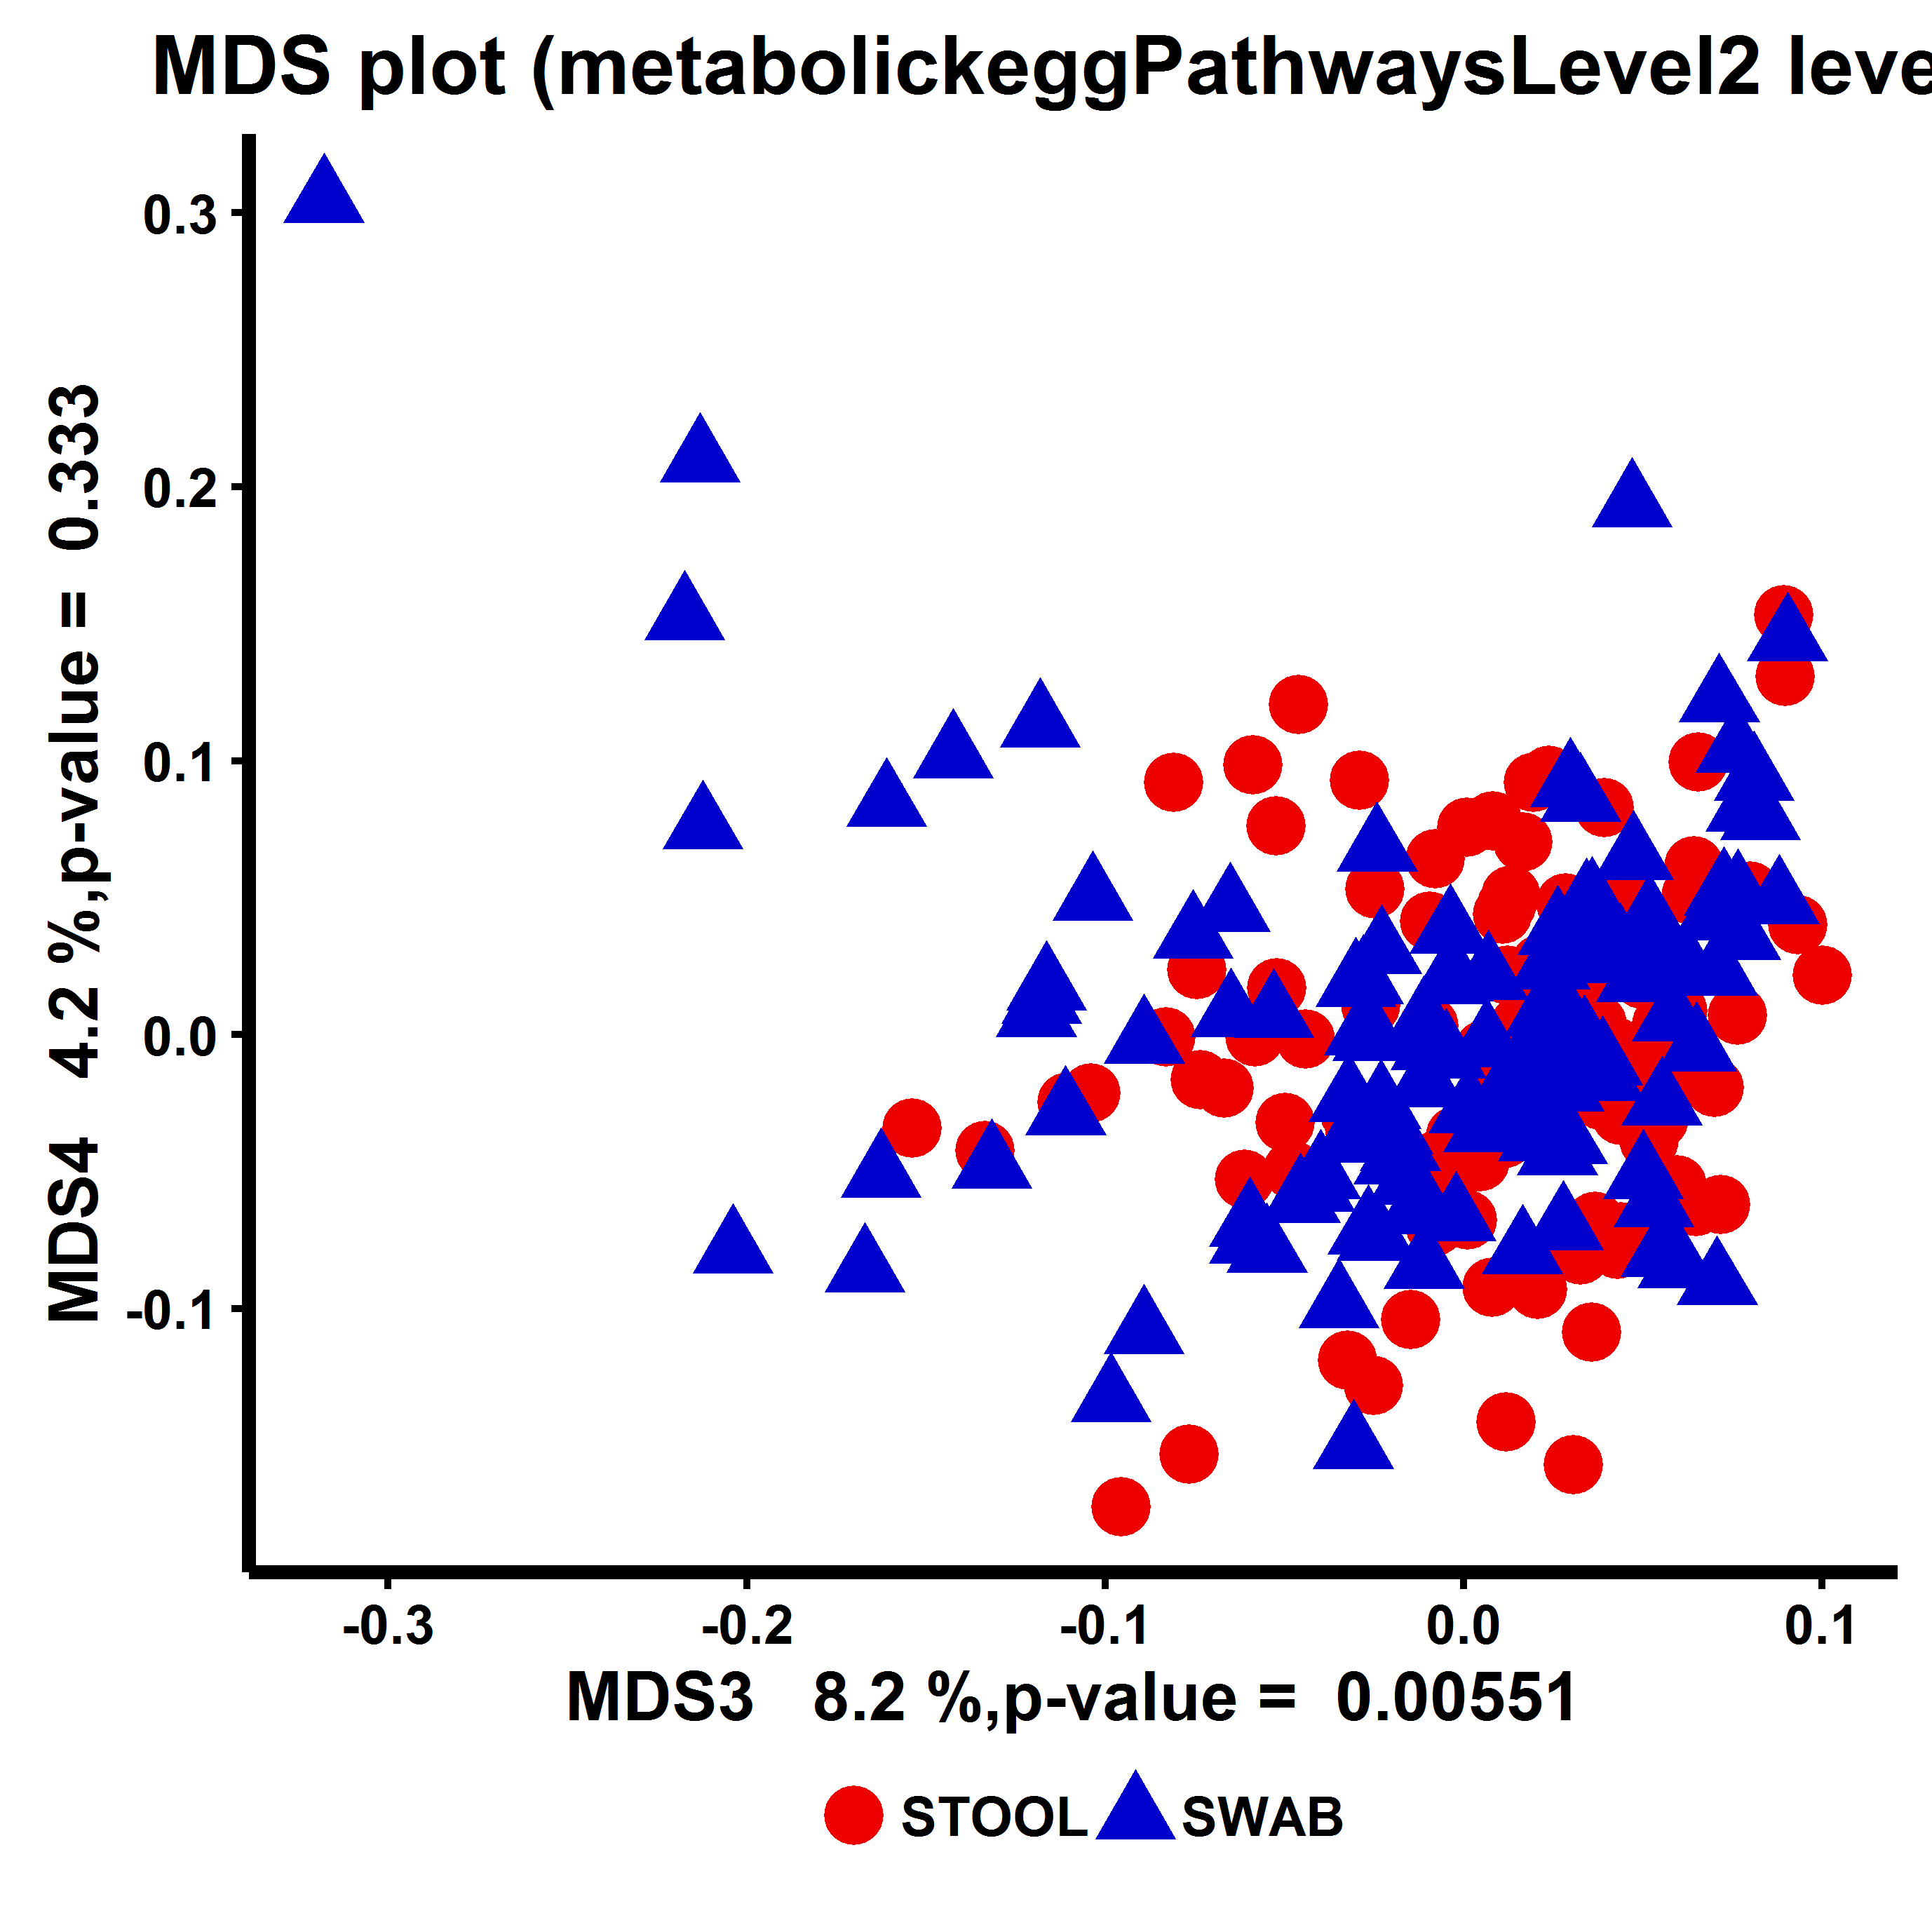 MDS plot (metabolickeggPathwaysLevel2 leve
MDS4 4.2 %,p-value = 0.333
0.3
0.2
0.1
0.0
-0.1
-0.3 -0.2 -0.1 0.0 0.1
MDS3 8.2 %,p-value = 0.00551
STOOL SWAB